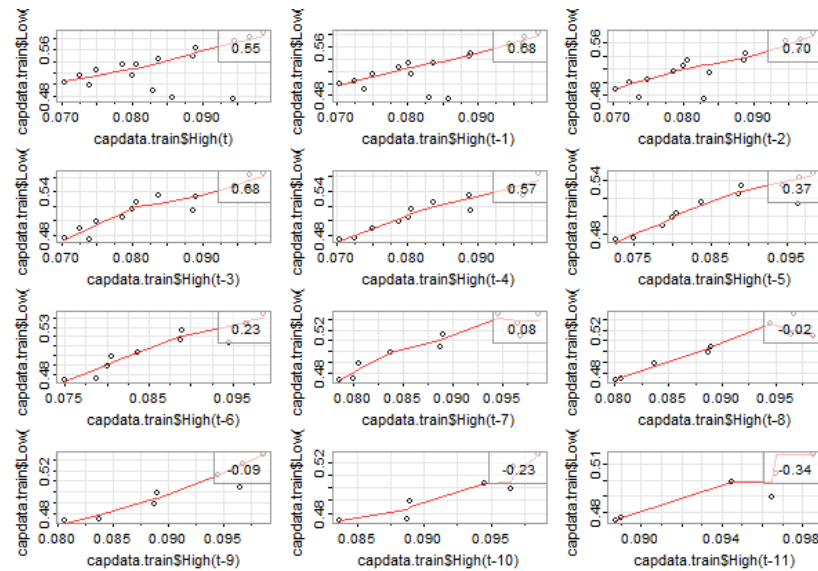 capdata.train$Low(
0.48 0.56
0.55
0.070 0.080 0.090
capdata.train$High(t)
capdata.train$Low(
0.48 0.56
0.68
0.070 0.080 0.090
capdata.train$High(t-1)
capdata.train$Low(
0.48 0.56
0.70
0.070 0.080 0.090
capdata.train$High(t-2)
capdata.train$Low(
0.48 0.54
0.68
0.070 0.080 0.090
capdata.train$High(t-3)
capdata.train$Low(
0.48 0.54
0.57
0.070 0.080 0.090
capdata.train$High(t-4)
capdata.train$Low(
0.48 0.54
0.37
0.075 0.085 0.095
capdata.train$High(t-5)
capdata.train$Low(
0.48 0.53
0.23
0.075 0.085 0.095
capdata.train$High(t-6)
capdata.train$Low(
0.48 0.52
0.08
0.080 0.085 0.090 0.095
capdata.train$High(t-7)
capdata.train$Low(
0.48 0.52
-0.02
0.080 0.085 0.090 0.095
capdata.train$High(t-8)
capdata.train$Low(
0.48 0.52
-0.09
0.080 0.085 0.090 0.095
capdata.train$High(t-9)
capdata.train$Low(
0.48 0.52
-0.23
0.085 0.090 0.095
capdata.train$High(t-10)
capdata.train$Low(
0.48 0.51
-0.34
0.090 0.094 0.098
capdata.train$High(t-11)